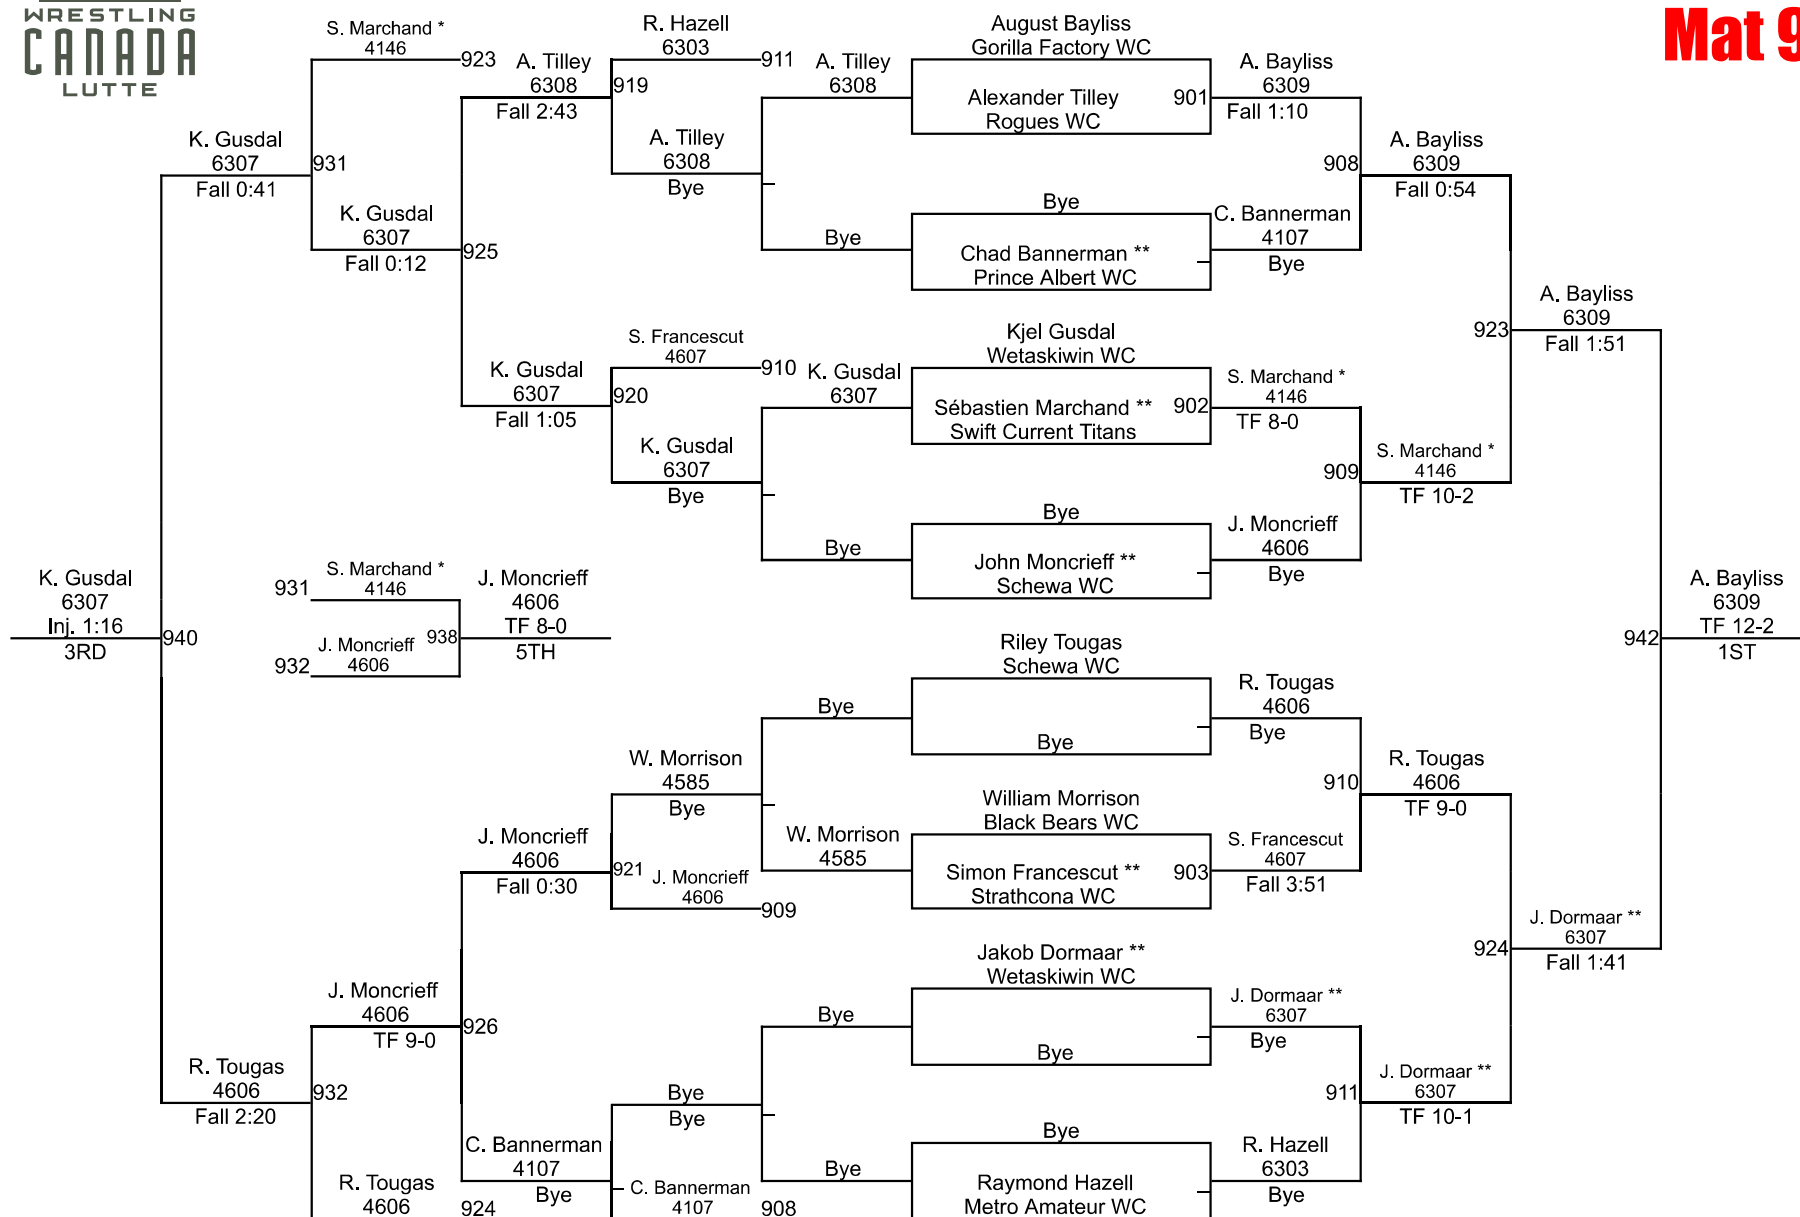 WRESTLING
CANADA
LUTTE
Mat 9
S. Marchand *
4146
923
A. Tilley
6308
Fall 2:43
919
R. Hazell
6303
911
A. Tilley
6308
Bye
A. Tilley
6308
August Bayliss
Gorilla Factory WC
Alexander Tilley
Rogues WC
901
A. Bayliss
6309
Fall 1:10
908
A. Bayliss
6309
Fall 0:54
K. Gusdal
6307
Fall 0:41
931
K. Gusdal
6307
Fall 0:12
925
Bye
Bye
Chad Bannerman **
Prince Albert WC
C. Bannerman
4107
Bye
923
A. Bayliss
6309
Fall 1:51
K. Gusdal
6307
Fall 1:05
920
S. Francescut
4607
910
K. Gusdal
6307
Bye
K. Gusdal
6307
Kjel Gusdal
Wetaskiwin WC
Sébastien Marchand **
Swift Current Titans
902
S. Marchand *
4146
TF 8-0
909
S. Marchand *
4146
TF 10-2
Bye
Bye
John Moncrieff **
Schewa WC
J. Moncrieff
4606
Bye
K. Gusdal
6307
Inj. 1:16
3RD
940
931
S. Marchand *
4146
932
J. Moncrieff
4606
938
J. Moncrieff
4606
TF 8-0
5TH
942
A. Bayliss
6309
TF 12-2
1ST
Riley Tougas
Schewa WC
Bye
Bye
R. Tougas
4606
Bye
910
R. Tougas
4606
TF 9-0
W. Morrison
4585
Bye
W. Morrison
4585
William Morrison
Black Bears WC
Simon Francescut **
Strathcona WC
903
S. Francescut
4607
Fall 3:51
J. Moncrieff
4606
Fall 0:30
921
J. Moncrieff
4606
909
924
J. Dormaar **
6307
Fall 1:41
Jakob Dormaar **
Wetaskiwin WC
Bye
Bye
J. Dormaar **
6307
Bye
911
J. Dormaar **
6307
TF 10-1
J. Moncrieff
4606
TF 9-0
926
R. Tougas
4606
Fall 2:20
932
Bye
Bye
C. Bannerman
4107
Bye
C. Bannerman
4107
908
Bye
Bye
Raymond Hazell
Metro Amateur WC
R. Hazell
6303
Bye
R. Tougas
4606
924